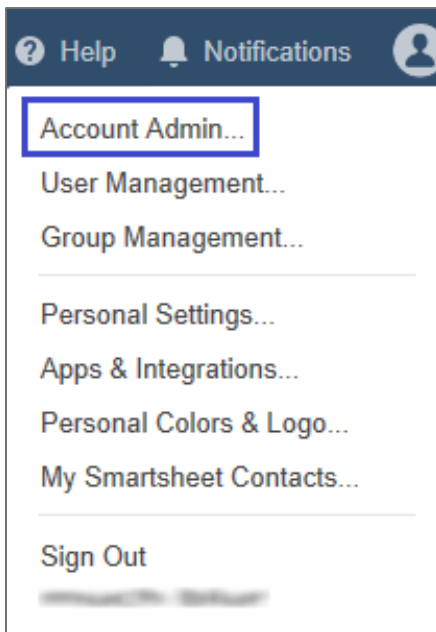 Help Notifications
Account Admin...
User Management...
Group Management...
Personal Settings...
Apps & Integrations...
Personal Colors & Logo...
My Smartsheet Contacts...
Sign Out